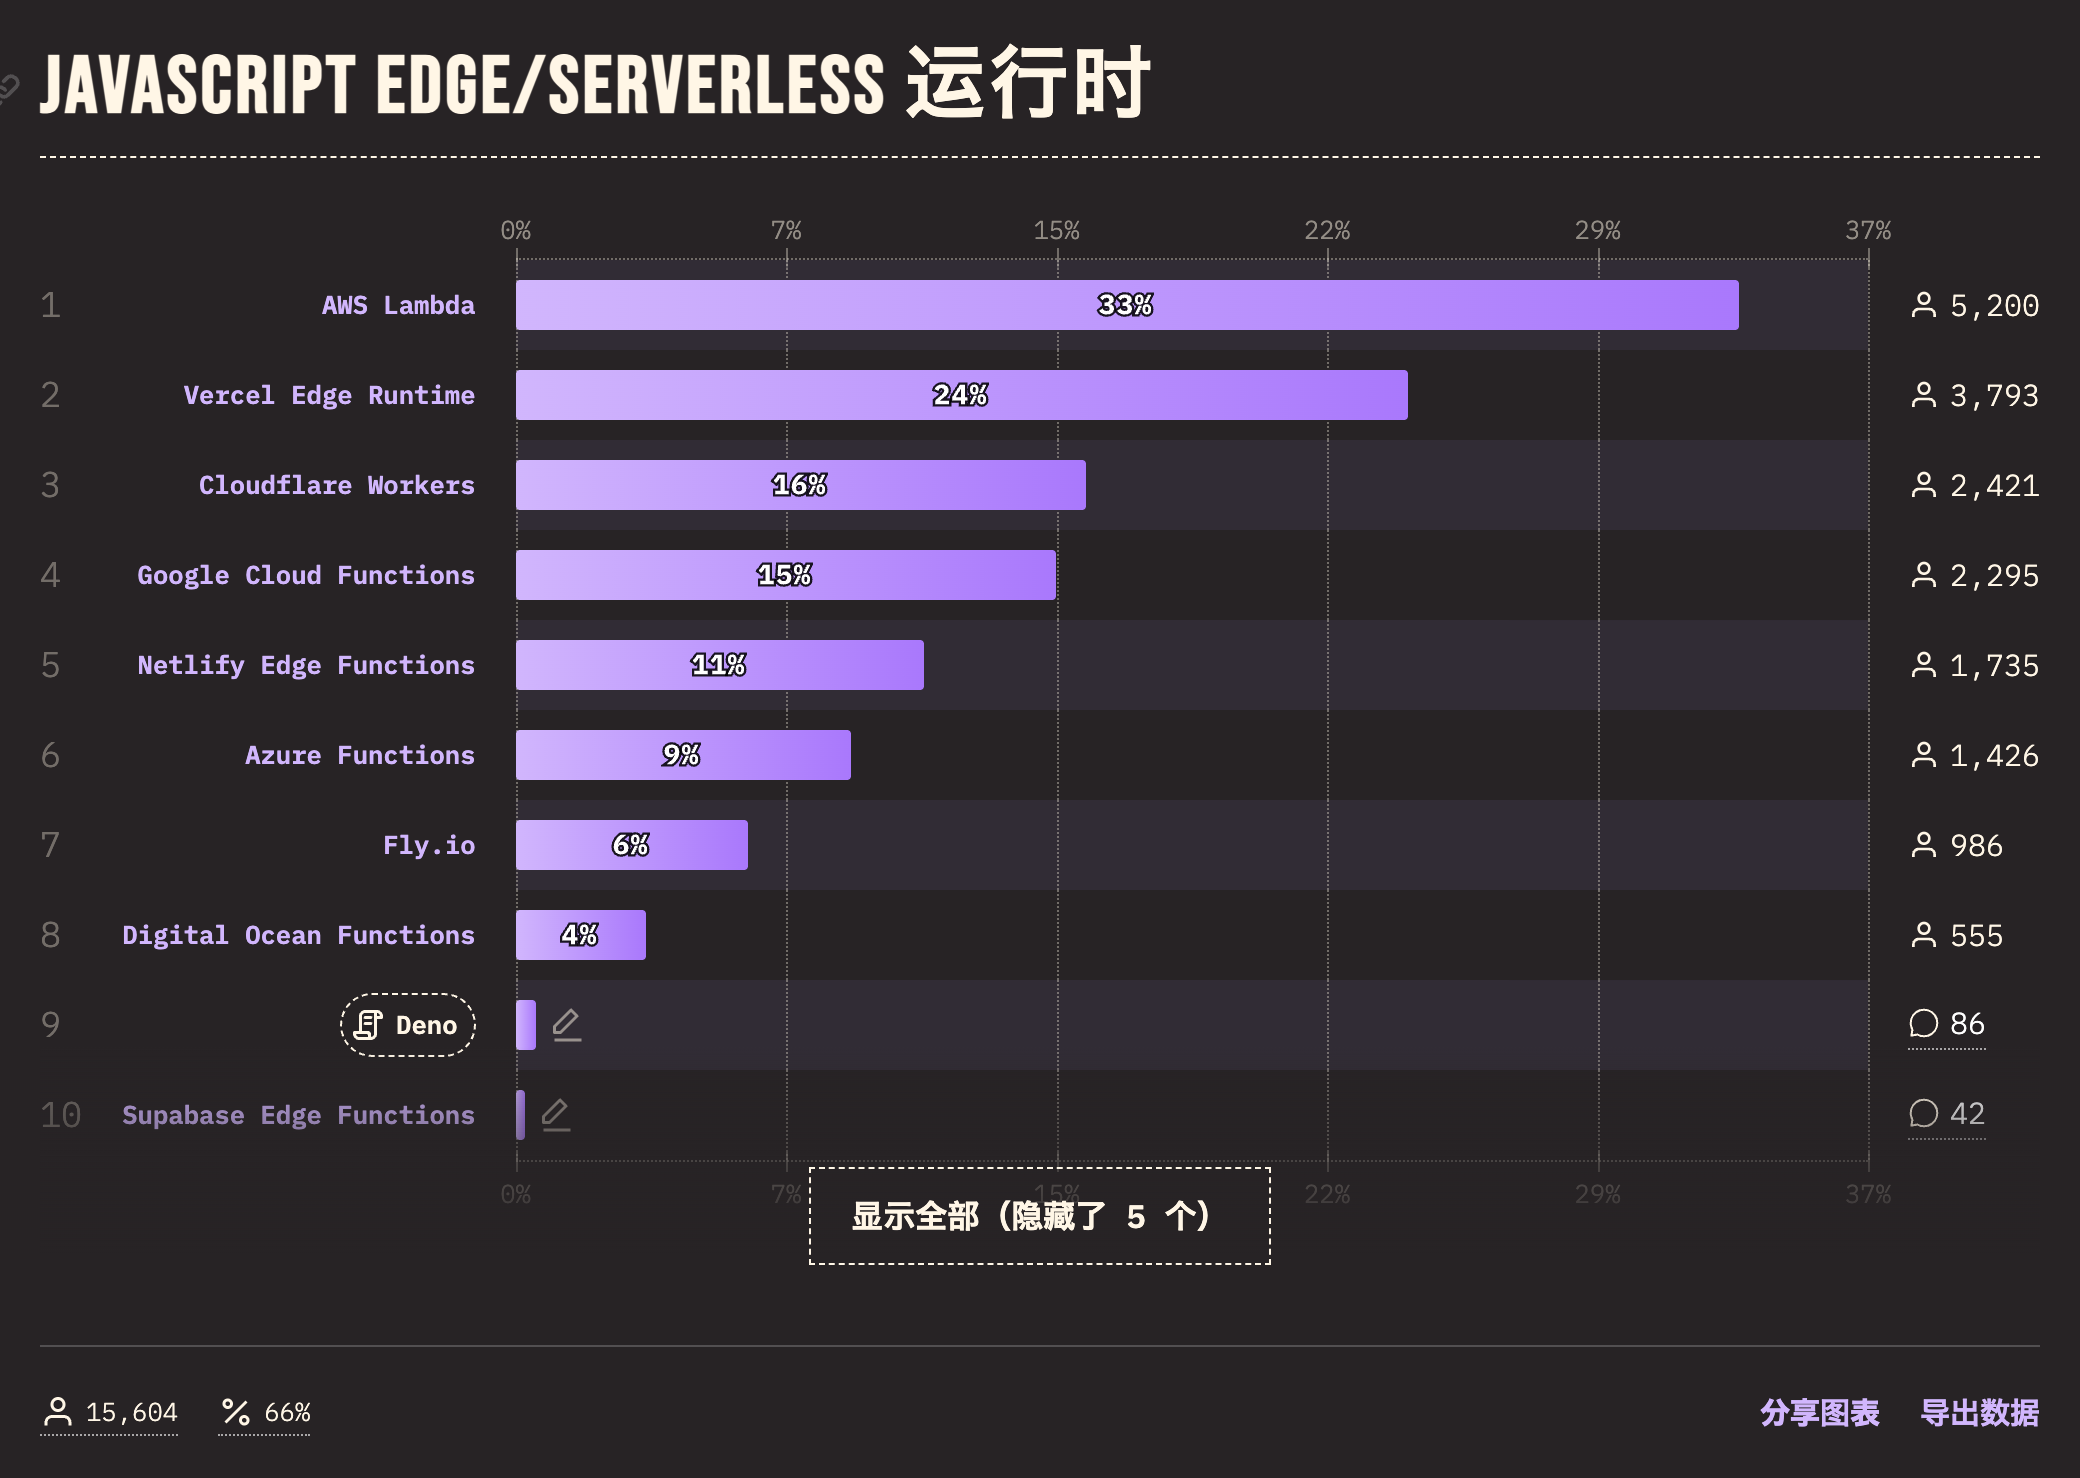 JAVASCRIPT EDGE/SERVERLESS 运行时
0% 7% 15% 22% 29% 37%
1 AWS Lambda 33% 5,200
2 Vercel Edge Runtime 24% 3,793
3 Cloudflare Workers 16% 2,421
4 Google Cloud Functions 15% 2,295
5 Netlify Edge Functions 11% 1,735
6 Azure Functions 9% 1,426
7 Fly.io 6% 986
8 Digital Ocean Functions 4% 555
9 Deno 86
10 Supabase Edge Functions 42
0% 7% 15% 22% 29% 37%
显示全部（隐藏了 5 个）
15,604 66% 分享图表 导出数据